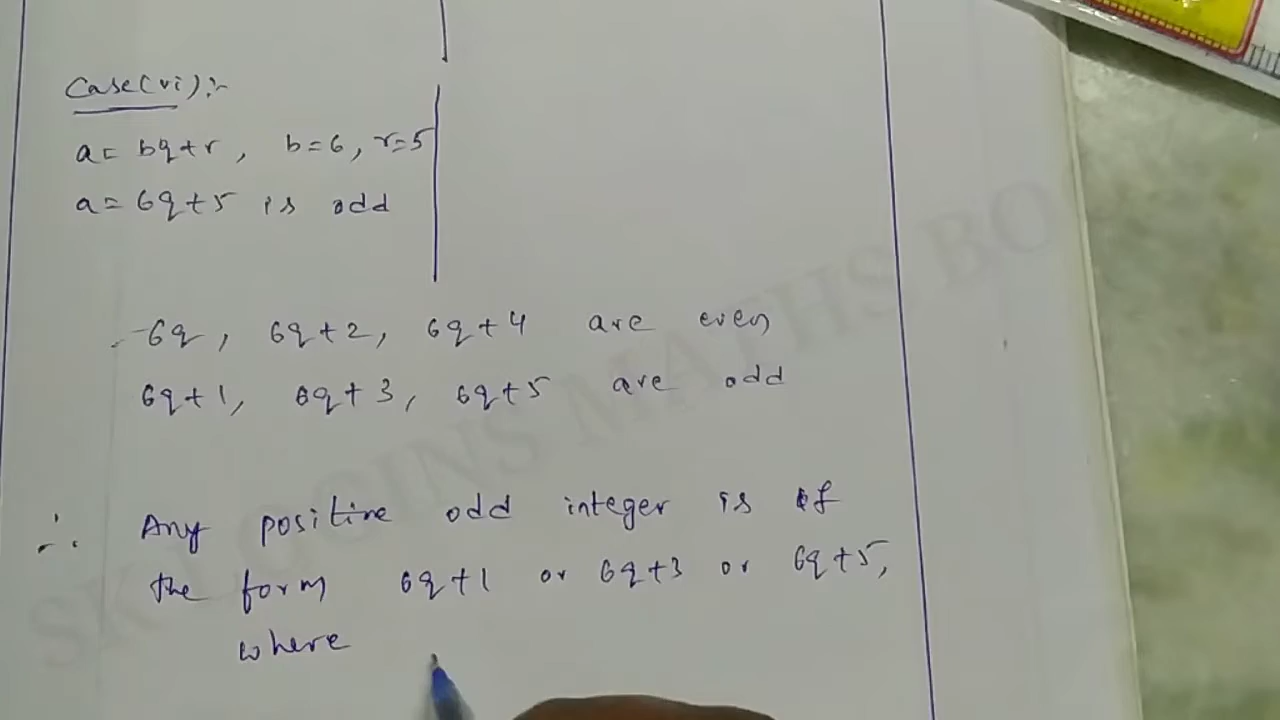 Case(vi):-
a= bq+r, b=6, r=5
a= 6q+5 is odd
6q, 6q+2, 6q+4 are even
6q+1, 6q+3, 6q+5 are odd
∴ Any positive odd integer is of
the form 6q+1 or 6q+3 or 6q+5,
where